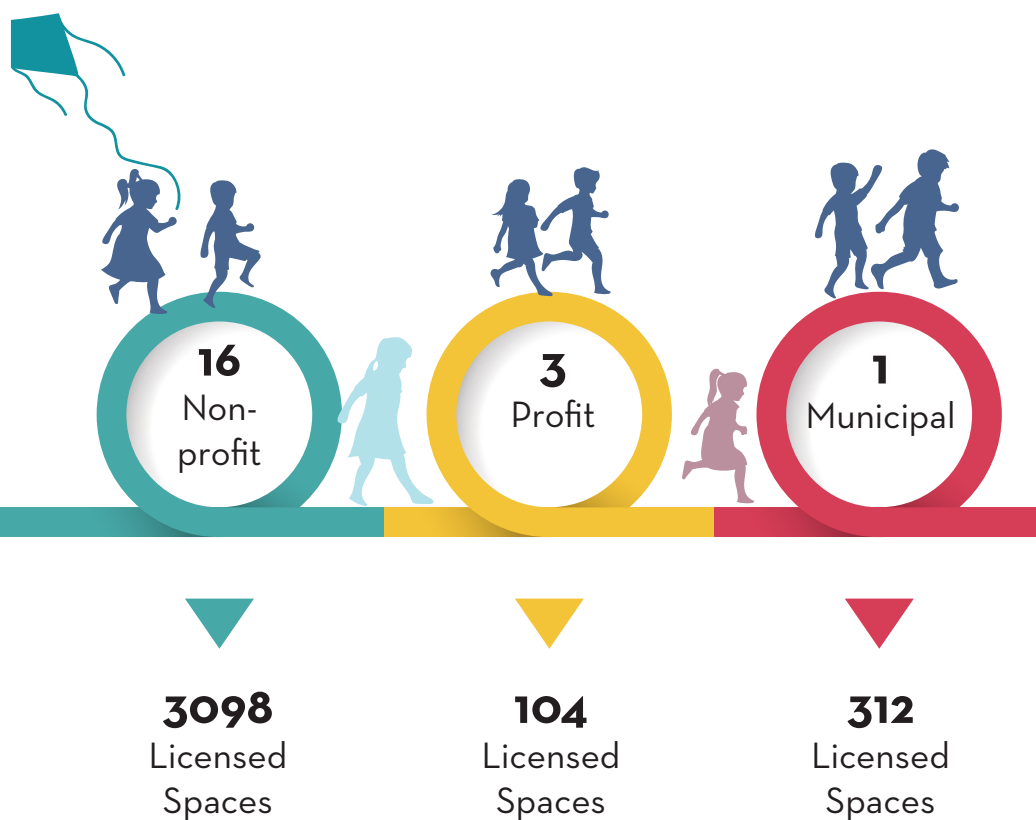 16
Non-
profit
3
Profit
1
Municipal
3098
Licensed
Spaces
104
Licensed
Spaces
312
Licensed
Spaces